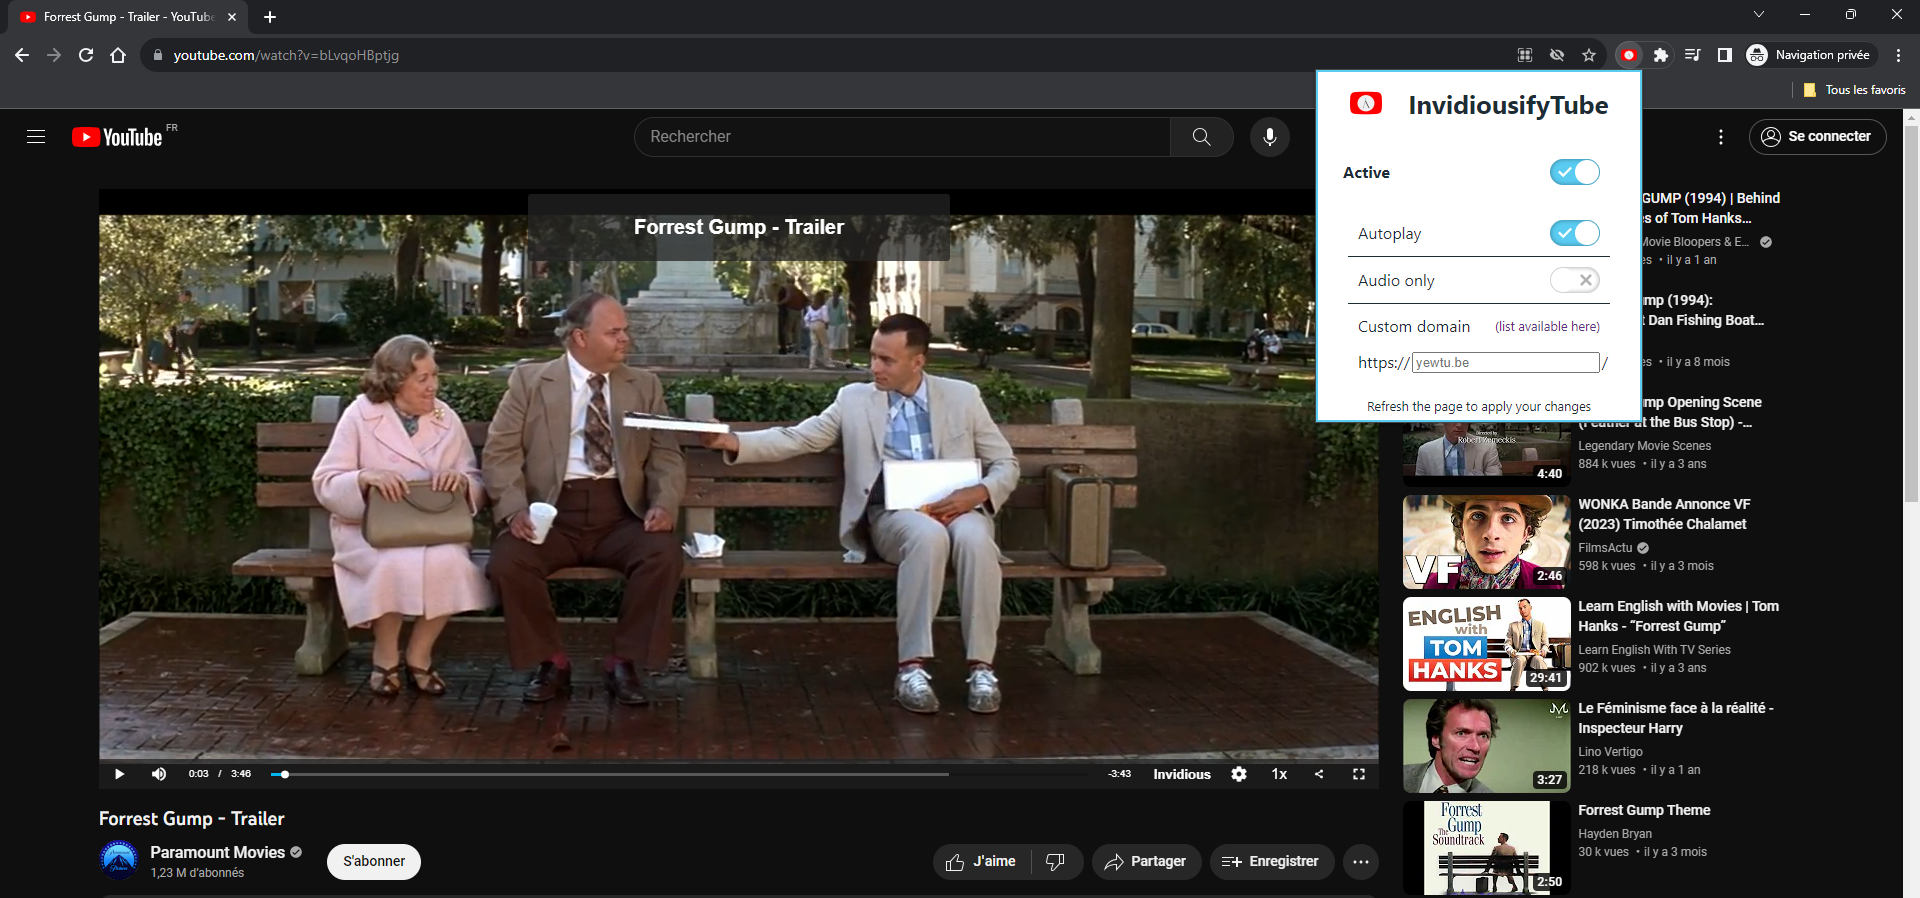 Forrest Gump - Trailer - YouTube
youtube.com/watch?v=bLvqoHBptjg
Navigation privée
Tous les favoris
YouTube FR
Rechercher
Se connecter
InvidiousifyTube
Active
Autoplay
Audio only
Custom domain (list available here)
https:// yewtu.be /
Refresh the page to apply your changes
Forrest Gump - Trailer
0:03 / 3:46
-3:43
Invidious
1x
Forrest Gump - Trailer
Paramount Movies
1,23 M d'abonnés
S'abonner
J'aime
Partager
Enregistrer
GUMP (1994) | Behind
s of Tom Hanks...
Movie Bloopers & E...
es • il y a 1 an
mp (1994):
t Dan Fishing Boat...
es • il y a 8 mois
mp Opening Scene
(Feather at the Bus Stop) -...
Legendary Movie Scenes
884 k vues • il y a 3 ans
Directed by
Robert Zemeckis
4:40
WONKA Bande Annonce VF
(2023) Timothée Chalamet
FilmsActu
598 k vues • il y a 3 mois
VF
2:46
Learn English with Movies | Tom
Hanks - “Forrest Gump”
Learn English With TV Series
902 k vues • il y a 3 ans
ENGLISH
with
TOM
HANKS
29:41
Le Féminisme face à la réalité -
Inspecteur Harry
Lino Vertigo
218 k vues • il y a 1 an
3:27
Forrest Gump Theme
Hayden Bryan
30 k vues • il y a 3 mois
Forrest
Gump
The
Soundtrack
2:50